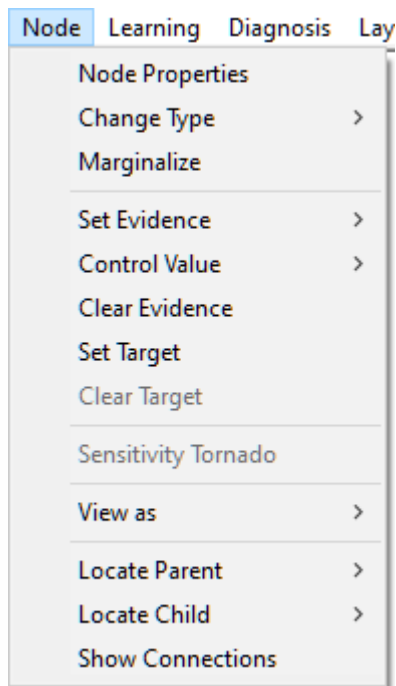 Node Learning Diagnosis Lay
Node Properties
Change Type
Marginalize
Set Evidence
Control Value
Clear Evidence
Set Target
Clear Target
Sensitivity Tornado
View as
Locate Parent
Locate Child
Show Connections